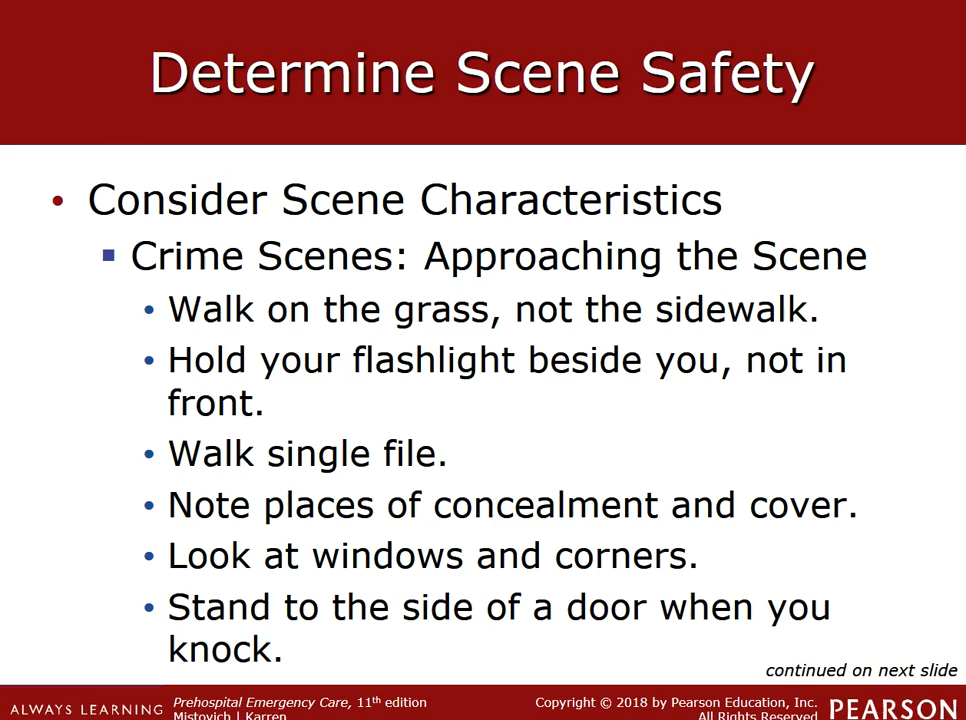 Determine Scene Safety
• Consider Scene Characteristics
▪ Crime Scenes: Approaching the Scene
• Walk on the grass, not the sidewalk.
• Hold your flashlight beside you, not in
front.
• Walk single file.
• Note places of concealment and cover.
• Look at windows and corners.
• Stand to the side of a door when you
knock.
continued on next slide
ALWAYS LEARNING
Prehospital Emergency Care, 11th edition
Mistovich | Karren
Copyright © 2018 by Pearson Education, Inc.
All Rights Reserved
PEARSON